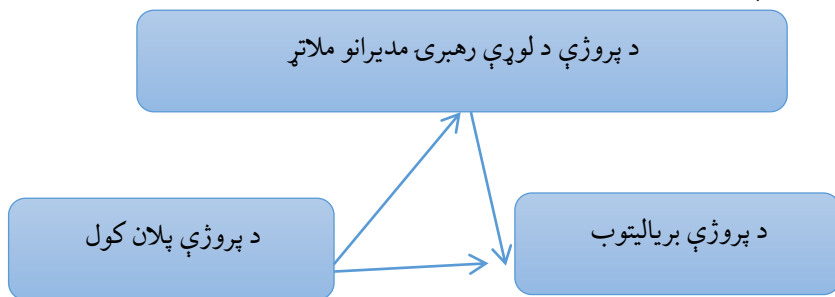 د پروژې د لوړې رهبرۍ مدیرانو ملاتړ
د پروژې بریالیتوب
د پروژې پلان کول